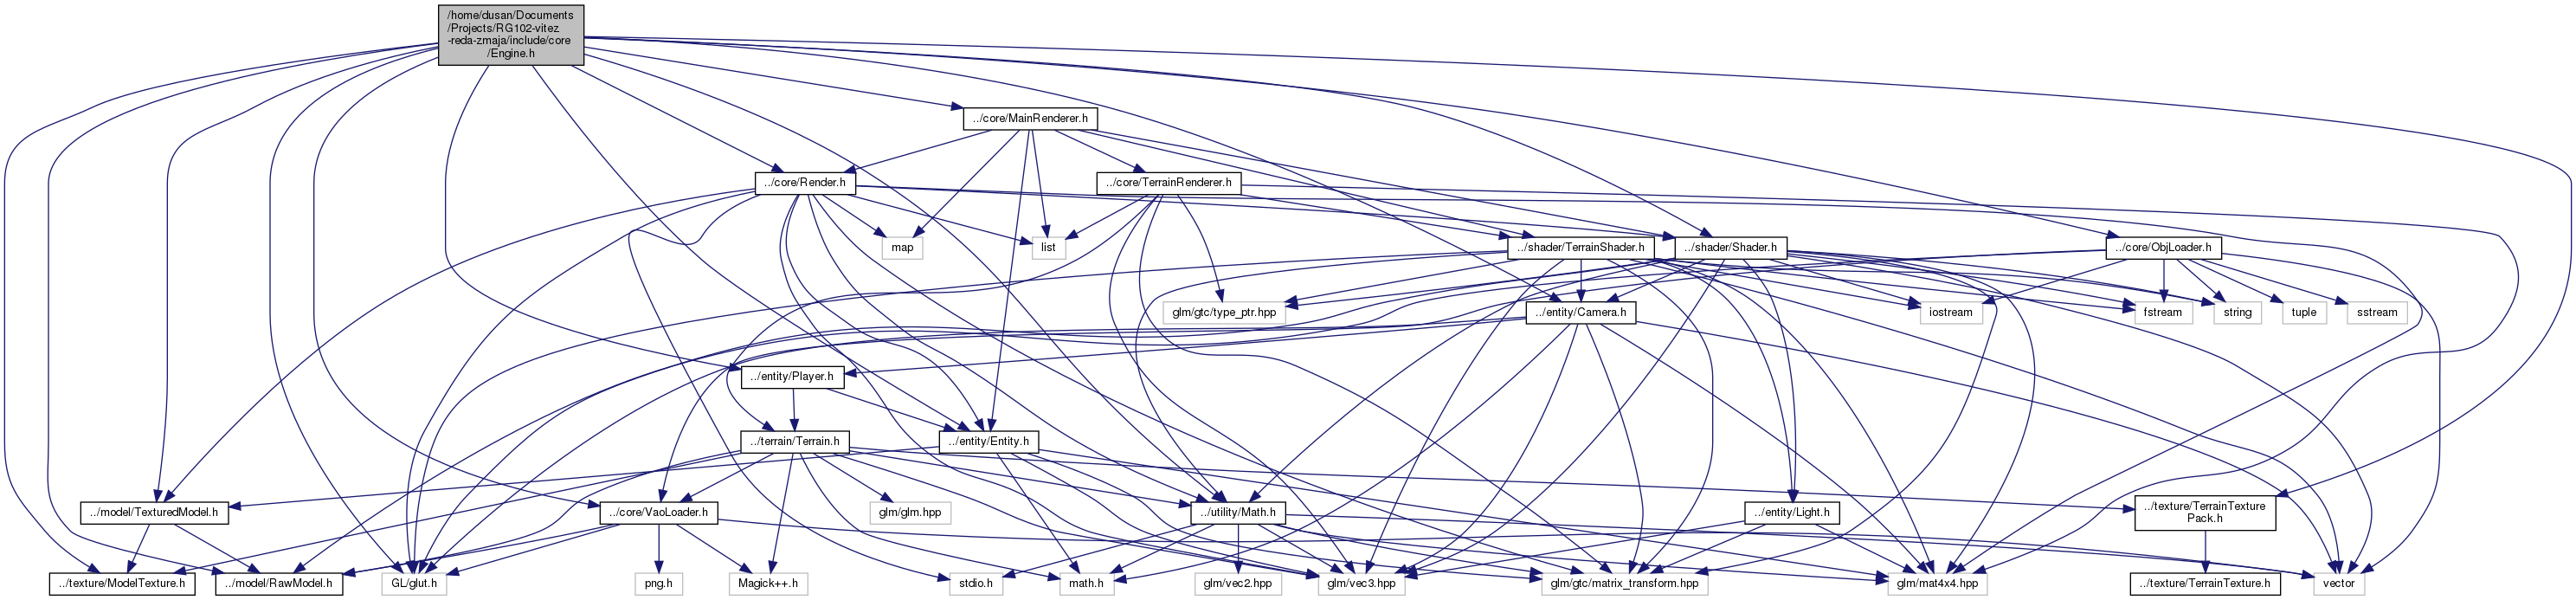 /home/dusan/Documents
/Projects/RG102-vitez
-reda-zmaja/include/core
/Engine.h
../core/MainRenderer.h
../core/Render.h
../core/TerrainRenderer.h
map
list
../shader/TerrainShader.h
../shader/Shader.h
../core/ObjLoader.h
glm/gtc/type_ptr.hpp
../entity/Camera.h
iostream
fstream
string
tuple
sstream
../entity/Player.h
../terrain/Terrain.h
../entity/Entity.h
../model/TexturedModel.h
../core/VaoLoader.h
glm/glm.hpp
../utility/Math.h
../entity/Light.h
../texture/TerrainTexture
Pack.h
../texture/ModelTexture.h
../model/RawModel.h
GL/glut.h
png.h
Magick++.h
stdio.h
math.h
glm/vec2.hpp
glm/vec3.hpp
glm/gtc/matrix_transform.hpp
glm/mat4x4.hpp
../texture/TerrainTexture.h
vector